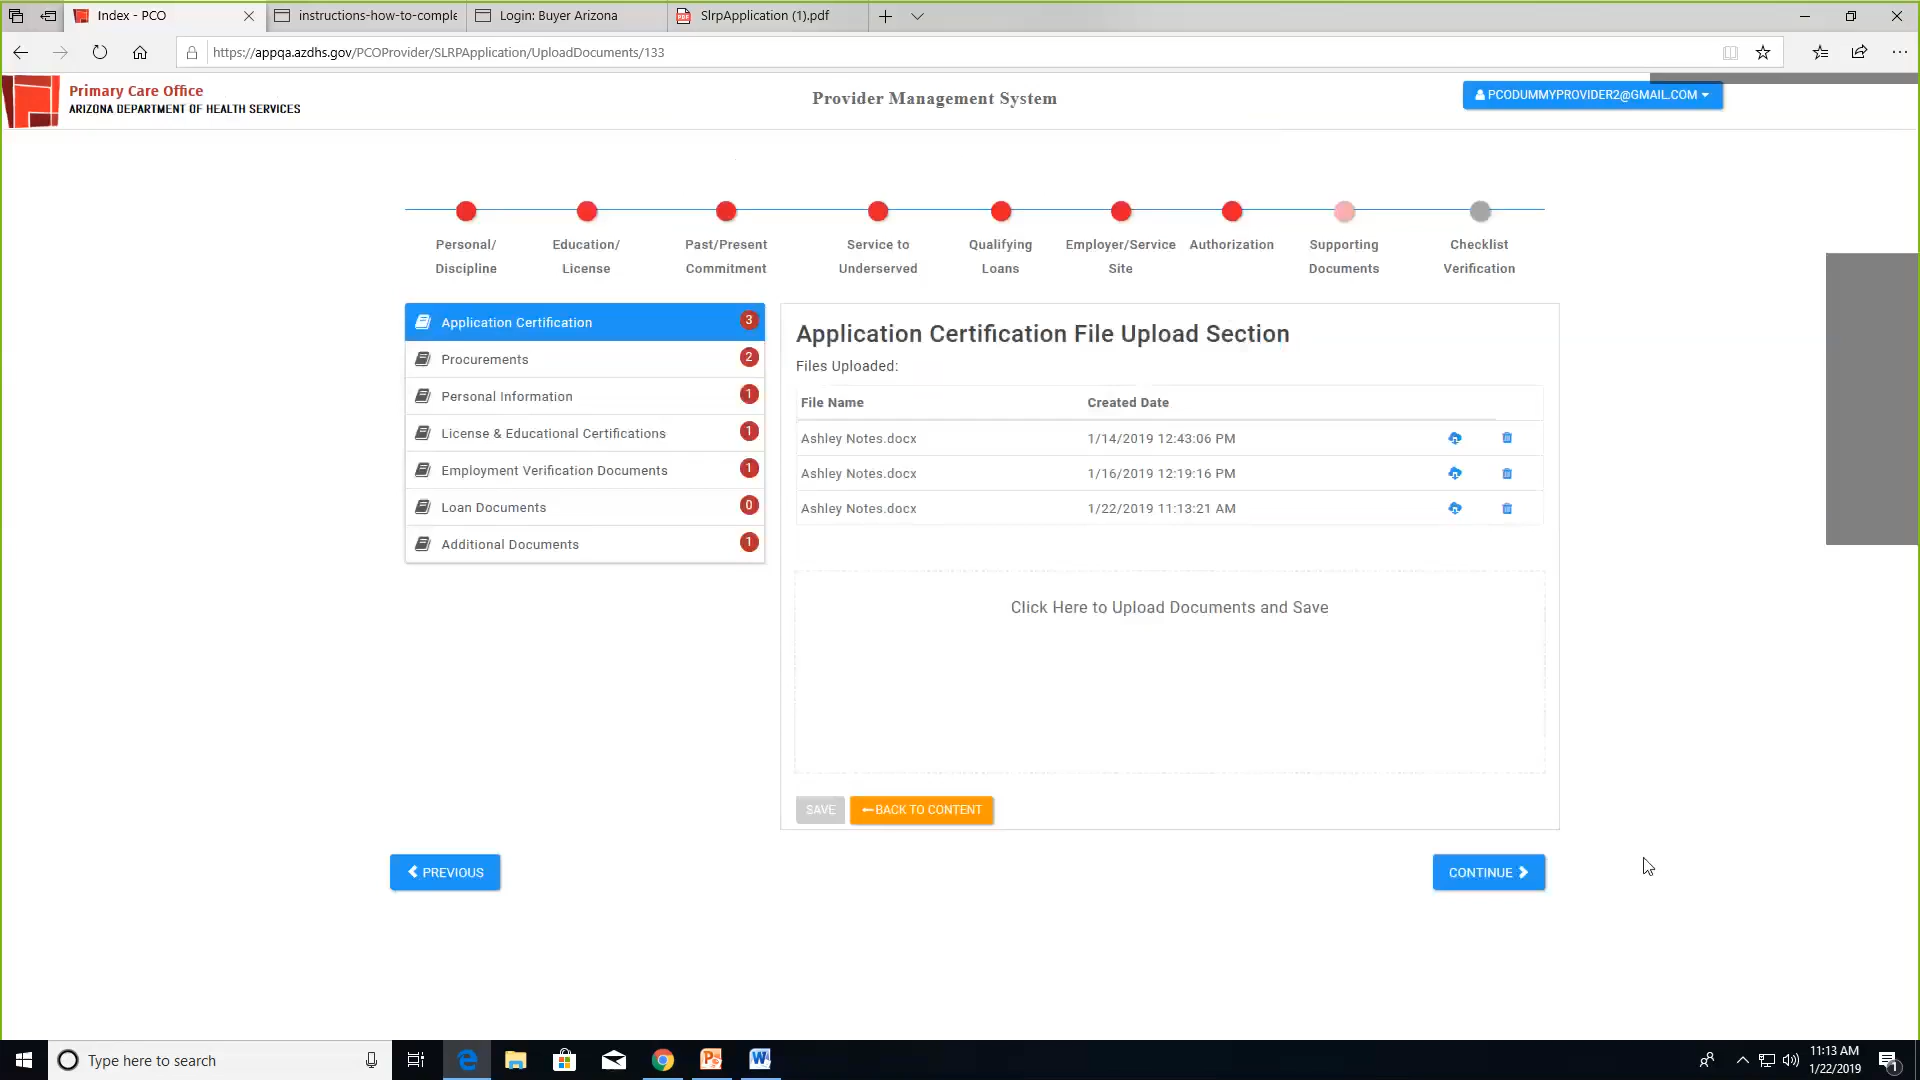 Index - PCO
instructions-how-to-comple
Login: Buyer Arizona
SlrpApplication (1).pdf
https://appqa.azdhs.gov/PCOProvider/SLRPApplication/UploadDocuments/133
Primary Care Office
ARIZONA DEPARTMENT OF HEALTH SERVICES
Provider Management System
PCODUMMYPROVIDER2@GMAIL.COM
Personal/
Discipline
Education/
License
Past/Present
Commitment
Service to
Underserved
Qualifying
Loans
Employer/Service
Site
Authorization
Supporting
Documents
Checklist
Verification
Application Certification 3
Procurements 2
Personal Information 1
License & Educational Certifications 1
Employment Verification Documents 1
Loan Documents 0
Additional Documents 1
Application Certification File Upload Section
Files Uploaded:
File Name Created Date
Ashley Notes.docx 1/14/2019 12:43:06 PM
Ashley Notes.docx 1/16/2019 12:19:16 PM
Ashley Notes.docx 1/22/2019 11:13:21 AM
Click Here to Upload Documents and Save
SAVE BACK TO CONTENT
PREVIOUS
CONTINUE
Type here to search
11:13 AM
1/22/2019
1